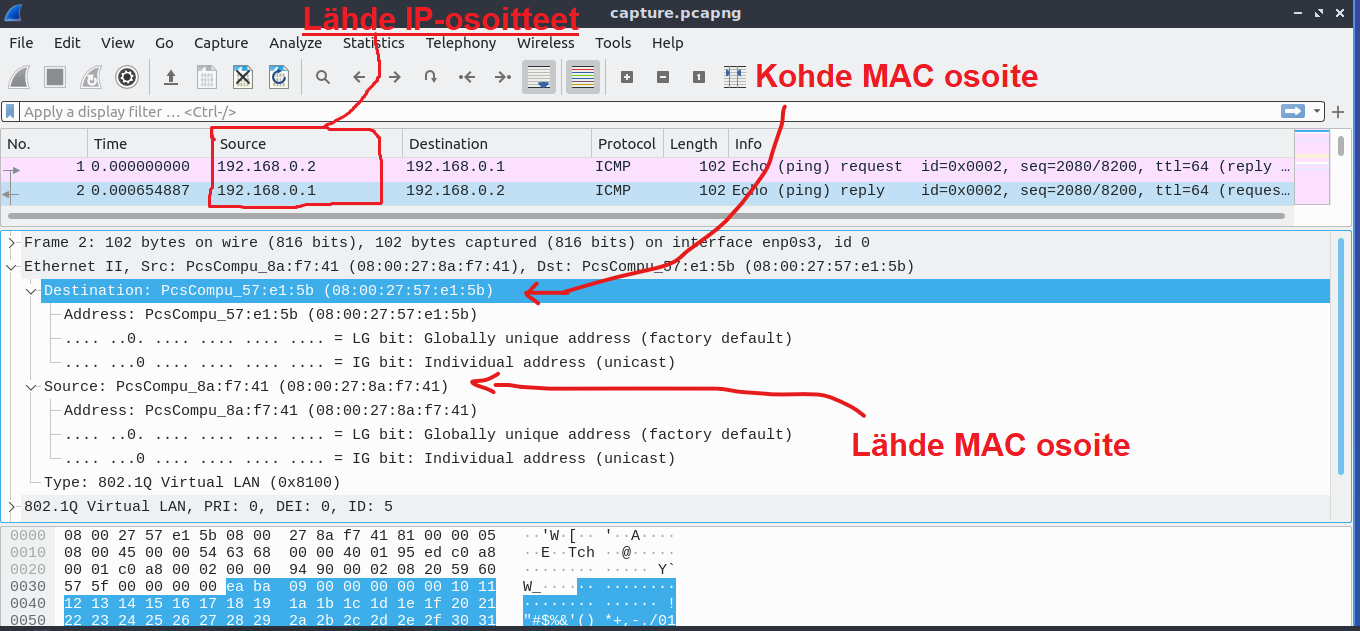 Lähde IP-osoitteet
capture.pcapng
File Edit View Go Capture Analyze Statistics Telephony Wireless Tools Help
Kohde MAC osoite
Apply a display filter … <Ctrl-/>
No. Time Source Destination Protocol Length Info
1 0.000000000 192.168.0.2 192.168.0.1 ICMP 102 Echo (ping) request id=0x0002, seq=2080/8200, ttl=64 (reply …
2 0.000654887 192.168.0.1 192.168.0.2 ICMP 102 Echo (ping) reply id=0x0002, seq=2080/8200, ttl=64 (reques…
Frame 2: 102 bytes on wire (816 bits), 102 bytes captured (816 bits) on interface enp0s3, id 0
Ethernet II, Src: PcsCompu_8a:f7:41 (08:00:27:8a:f7:41), Dst: PcsCompu_57:e1:5b (08:00:27:57:e1:5b)
Destination: PcsCompu_57:e1:5b (08:00:27:57:e1:5b)
Address: PcsCompu_57:e1:5b (08:00:27:57:e1:5b)
.... ..0. .... .... .... .... = LG bit: Globally unique address (factory default)
.... ...0 .... .... .... .... = IG bit: Individual address (unicast)
Source: PcsCompu_8a:f7:41 (08:00:27:8a:f7:41)
Address: PcsCompu_8a:f7:41 (08:00:27:8a:f7:41)
.... ..0. .... .... .... .... = LG bit: Globally unique address (factory default)
Lähde MAC osoite
.... ...0 .... .... .... .... = IG bit: Individual address (unicast)
Type: 802.1Q Virtual LAN (0x8100)
802.1Q Virtual LAN, PRI: 0, DEI: 0, ID: 5
0000 08 00 27 57 e1 5b 08 00 27 8a f7 41 81 00 00 05 ··'W·[·· '··A····
0010 08 00 45 00 00 54 63 68 00 00 40 01 95 ed c0 a8 ··E··Tch ··@·····
0020 00 01 c0 a8 00 02 00 00 94 90 00 02 08 20 59 60 ········ ····· Y`
0030 57 5f 00 00 00 00 ea ba 09 00 00 00 00 00 10 11 W_······ ········
0040 12 13 14 15 16 17 18 19 1a 1b 1c 1d 1e 1f 20 21 ········ ······ !
0050 22 23 24 25 26 27 28 29 2a 2b 2c 2d 2e 2f 30 31 "#$%&'() *+,-./01